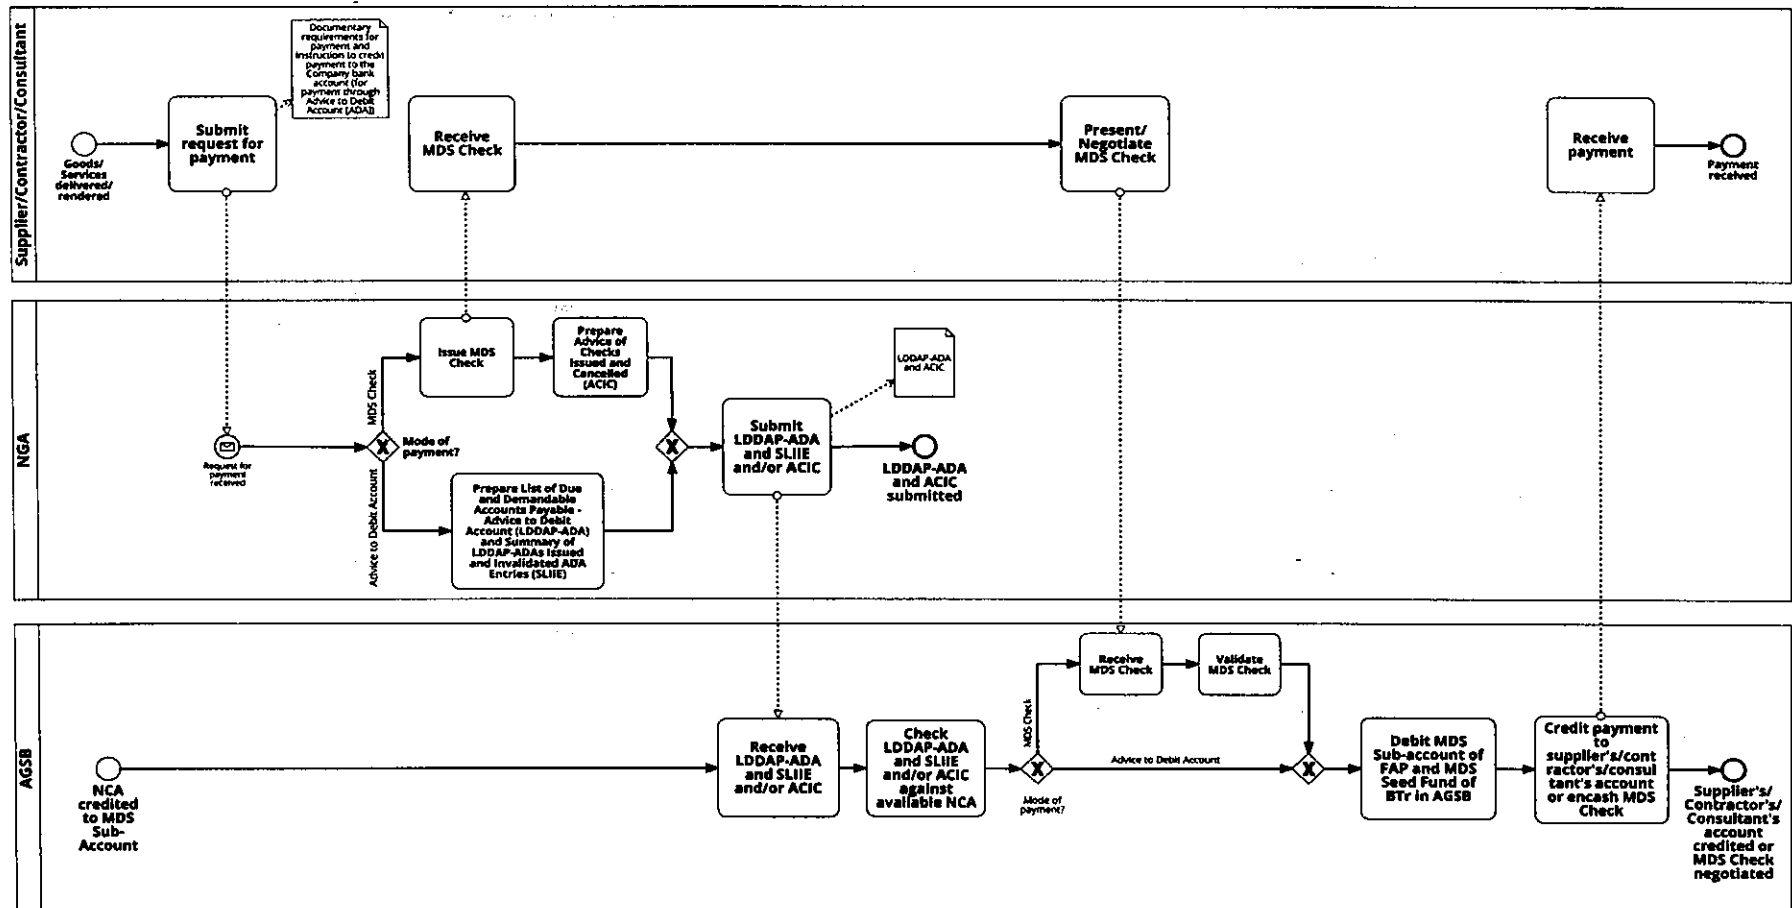 Supplier/Contractor/Consultant
Goods/
Services
delivered/
rendered
Submit
request for
payment
Documentary
requirements for
payment and
instruction to credit
payment to the
Company bank
account (for
payment through
Advice to Debit
Account (ADA))
Receive
MDS Check
Present/
Negotiate
MDS Check
Receive
payment
Payment
received
NGA
Request for
payment
received
X
Mode of
payment?
MDS Check
Advice to Debit Account
Issue MDS
Check
Prepare
Advice of
Checks
Issued and
Cancelled
(ACIC)
Prepare List of Due
and Demandable
Accounts Payable -
Advice to Debit
Account (LDDAP-ADA)
and Summary of
LDDAP-ADAs Issued
and Invalidated ADA
Entries (SLIIE)
X
Submit
LDDAP-ADA
and SLIIE
and/or ACIC
LDDAP-ADA
and ACIC
LDDAP-ADA
and ACIC
submitted
AGSB
NCA
credited
to MDS
Sub-
Account
Receive
LDDAP-ADA
and SLIIE
and/or ACIC
Check
LDDAP-ADA
and SLIIE
and/or ACIC
against
available NCA
X
Mode of
payment?
MDS Check
Advice to Debit Account
Receive
MDS Check
Validate
MDS Check
X
Debit MDS
Sub-account of
FAP and MDS
Seed Fund of
BTr in AGSB
Credit payment
to
supplier's/cont
ractor's/consul
tant's account
or encash MDS
Check
Supplier's/
Contractor's/
Consultant's
account
credited or
MDS Check
negotiated